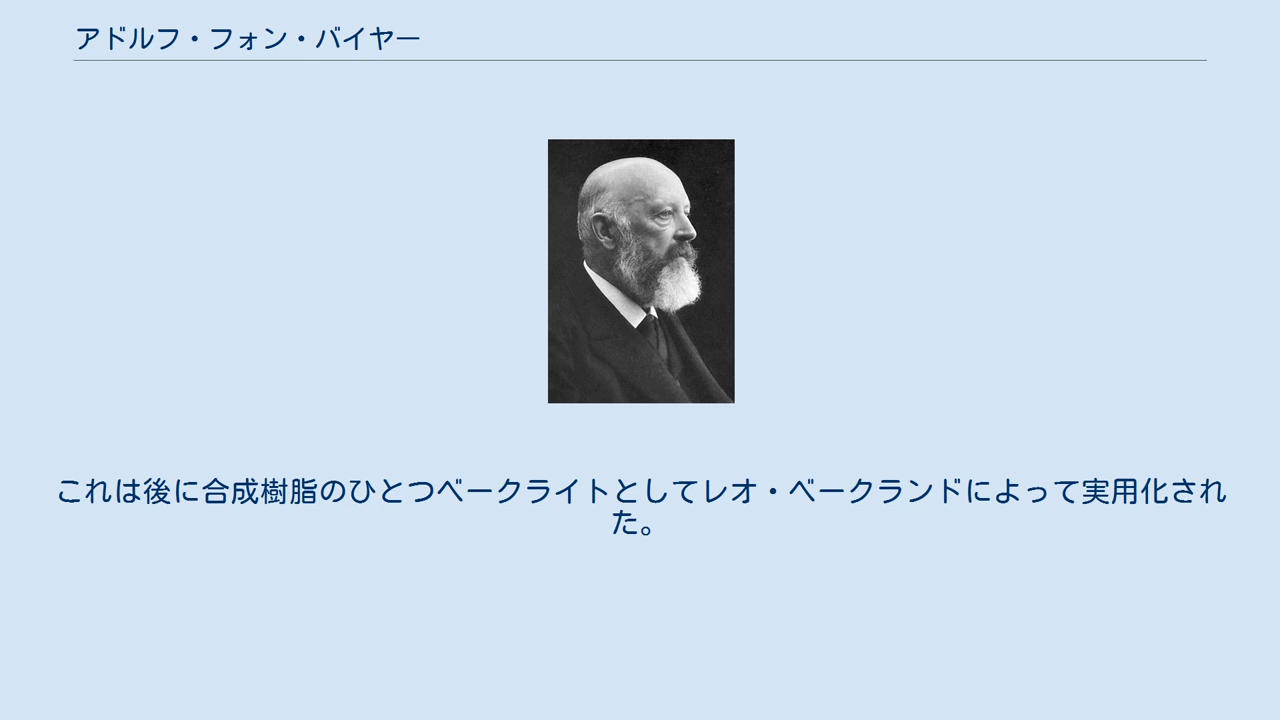 アドルフ・フォン・バイヤー
これは後に合成樹脂のひとつベークライトとしてレオ・ベークランドによって実用化され
た。